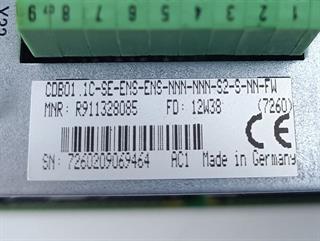 9 8 7 6 5 4 3 2 1
CDB01.1C-SE-ENS-ENS-NNN-NNN-S2-S-NN-FW
MNR: R911328085 FD: 12W38 (7260)
CE
SN: 7260209069464 AC1 Made in Germany